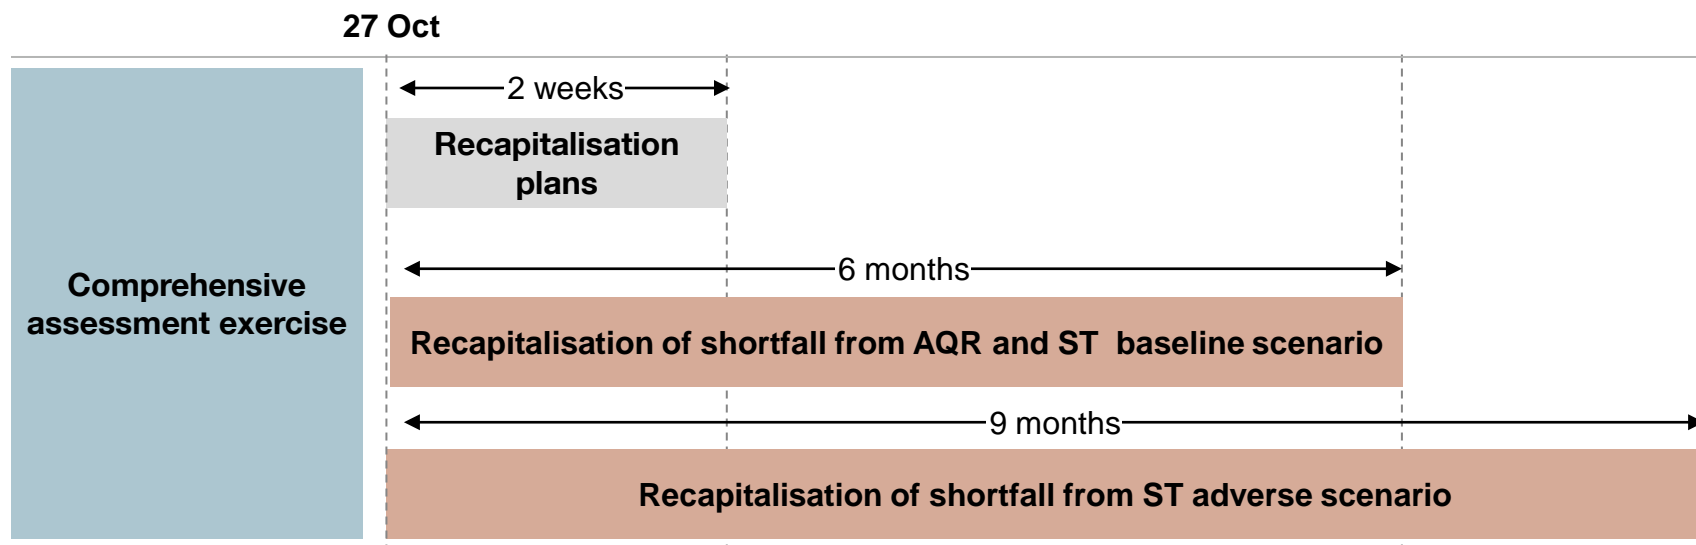 27 Oct
2 weeks
Recapitalisation
plans
Comprehensive
assessment exercise
6 months
Recapitalisation of shortfall from AQR and ST baseline scenario
9 months
Recapitalisation of shortfall from ST adverse scenario